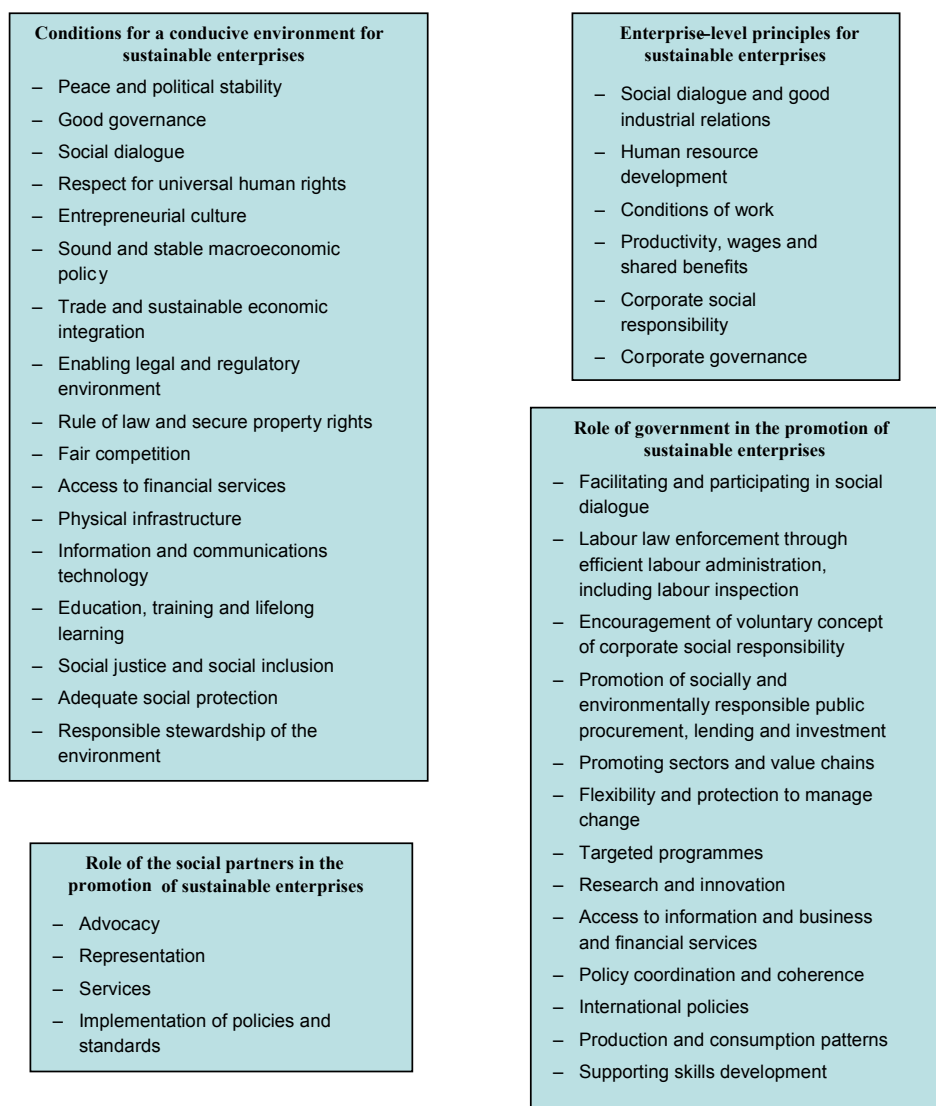 Conditions for a conducive environment for
sustainable enterprises
– Peace and political stability
– Good governance
– Social dialogue
– Respect for universal human rights
– Entrepreneurial culture
– Sound and stable macroeconomic
policy
– Trade and sustainable economic
integration
– Enabling legal and regulatory
environment
– Rule of law and secure property rights
– Fair competition
– Access to financial services
– Physical infrastructure
– Information and communications
technology
– Education, training and lifelong
learning
– Social justice and social inclusion
– Adequate social protection
– Responsible stewardship of the
environment
Role of the social partners in the
promotion of sustainable enterprises
– Advocacy
– Representation
– Services
– Implementation of policies and
standards
Enterprise–level principles for
sustainable enterprises
– Social dialogue and good
industrial relations
– Human resource
development
– Conditions of work
– Productivity, wages and
shared benefits
– Corporate social
responsibility
– Corporate governance
Role of government in the promotion of
sustainable enterprises
– Facilitating and participating in social
dialogue
– Labour law enforcement through
efficient labour administration,
including labour inspection
– Encouragement of voluntary concept
of corporate social responsibility
– Promotion of socially and
environmentally responsible public
procurement, lending and investment
– Promoting sectors and value chains
– Flexibility and protection to manage
change
– Targeted programmes
– Research and innovation
– Access to information and business
and financial services
– Policy coordination and coherence
– International policies
– Production and consumption patterns
– Supporting skills development